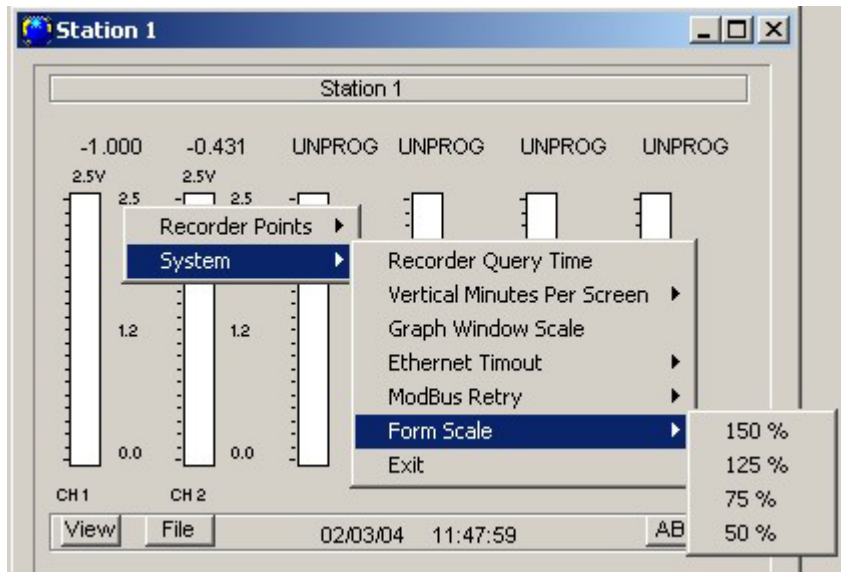 Station 1
Station 1
-1.000 -0.431 UNPROG UNPROG UNPROG UNPROG
2.5V 2.5V
2.5 2.5
Recorder Points
System
Recorder Query Time
Vertical Minutes Per Screen
1.2 1.2 Graph Window Scale
Ethernet Timout
ModBus Retry
Form Scale 150 %
0.0 0.0 Exit 125 %
CH 1 CH 2 75 %
View File 02/03/04 11:47:59 AB 50 %